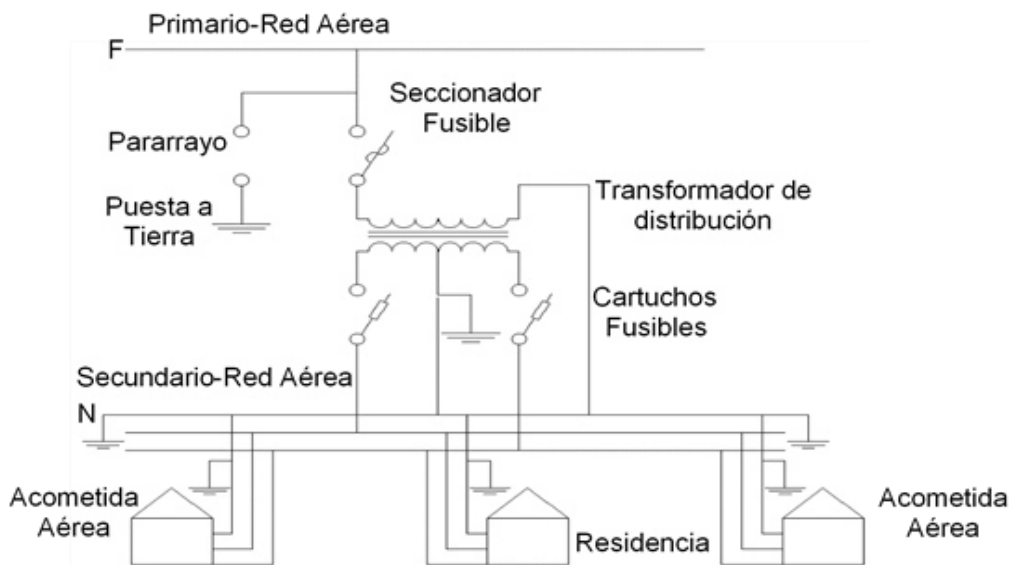 Primario-Red Aérea
F
Seccionador
Fusible
Pararrayo
Puesta a
Tierra
Transformador de
distribución
Cartuchos
Fusibles
Secundario-Red Aérea
N
Acometida
Aérea
Residencia
Acometida
Aérea